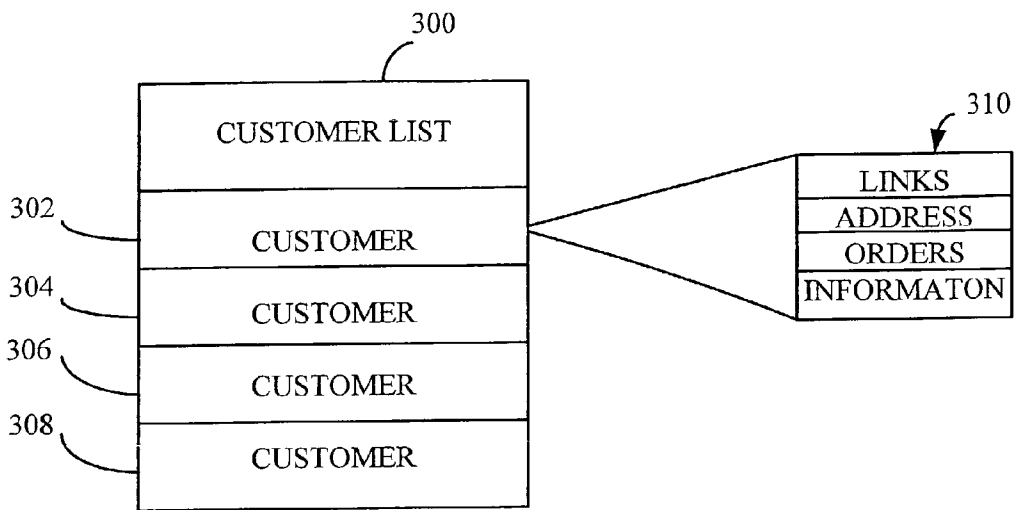 300
CUSTOMER LIST
310
LINKS
ADDRESS
ORDERS
INFORMATON
302
CUSTOMER
304
CUSTOMER
306
CUSTOMER
308
CUSTOMER